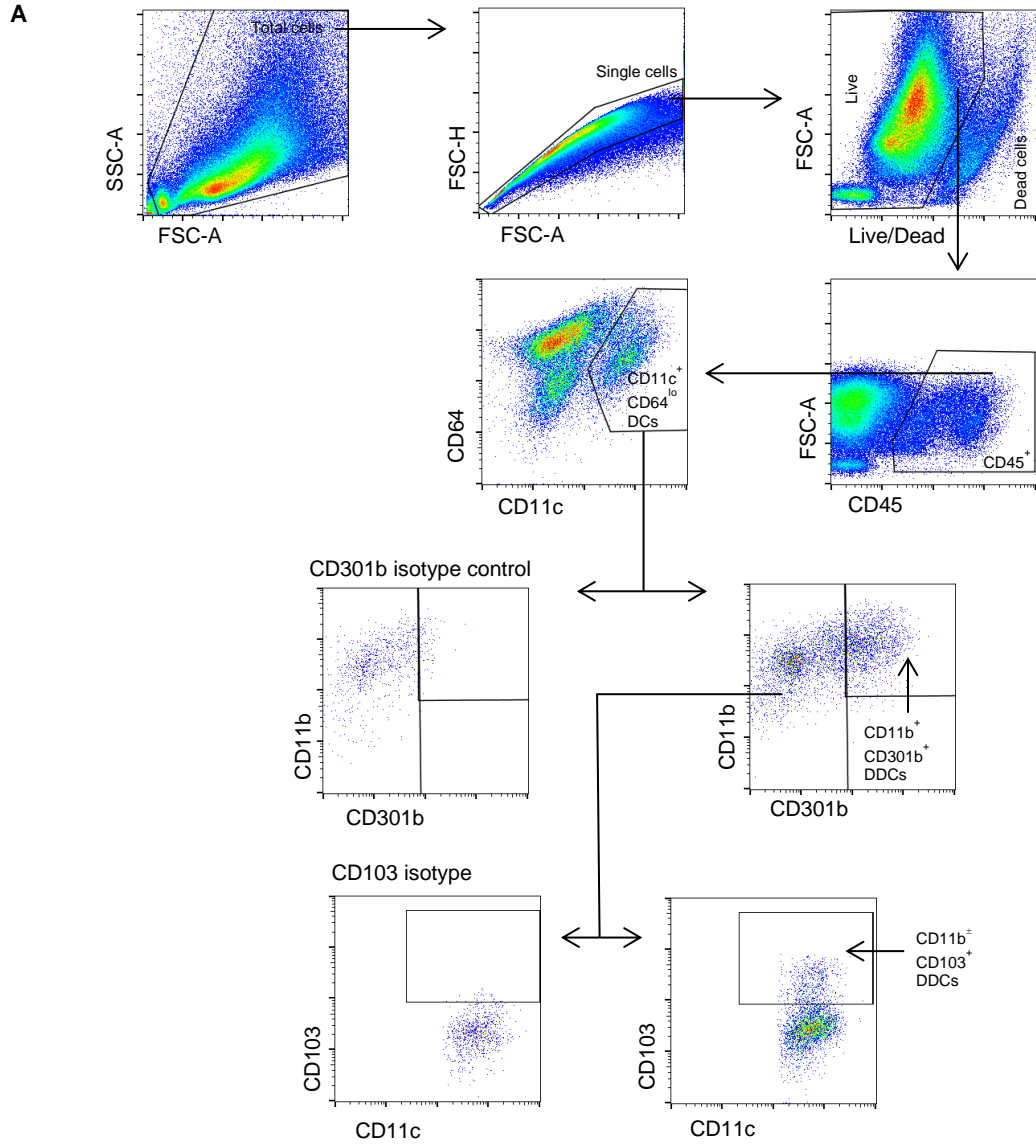 A
Total cells
SSC-A
FSC-A
Single cells
FSC-H
FSC-A
Live
Dead cells
FSC-A
Live/Dead
CD11c⁺
CD64ˡᵒ
DCs
CD64
CD11c
CD45⁺
FSC-A
CD45
CD301b isotype control
CD11b
CD301b
CD11b⁺
CD301b⁺
DDCs
CD11b
CD301b
CD103 isotype
CD103
CD11c
CD103
CD11c
CD11b±
CD103⁺
DDCs